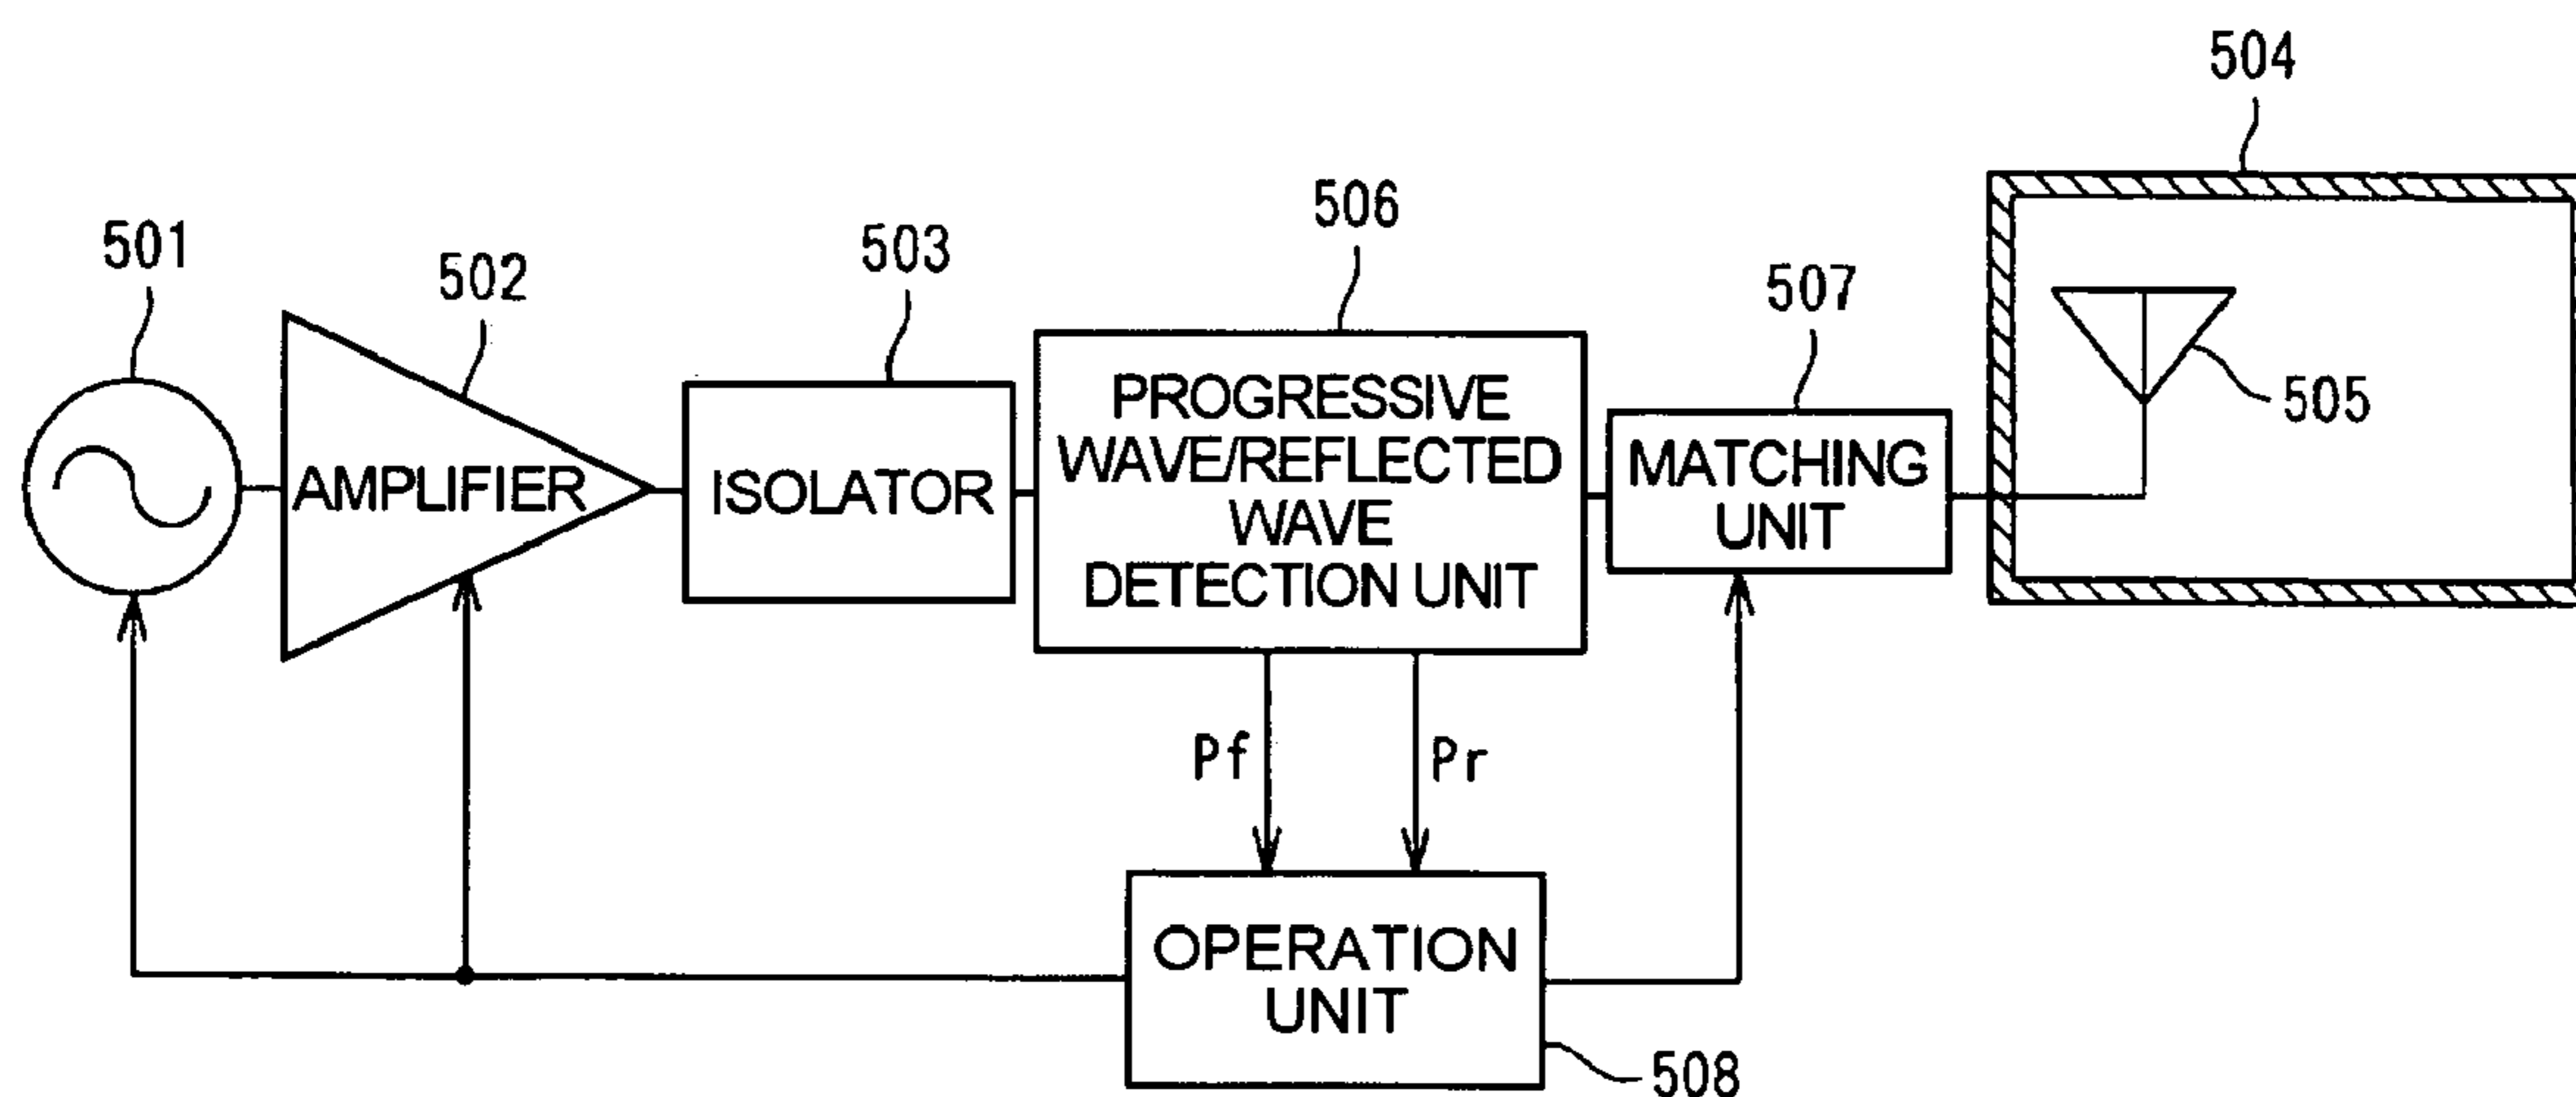 504
506
501
502
503
507
PROGRESSIVE
WAVE/REFLECTED
WAVE
DETECTION UNIT
505
AMPLIFIER
ISOLATOR
MATCHING
UNIT
Pf
Pr
OPERATION
UNIT
508